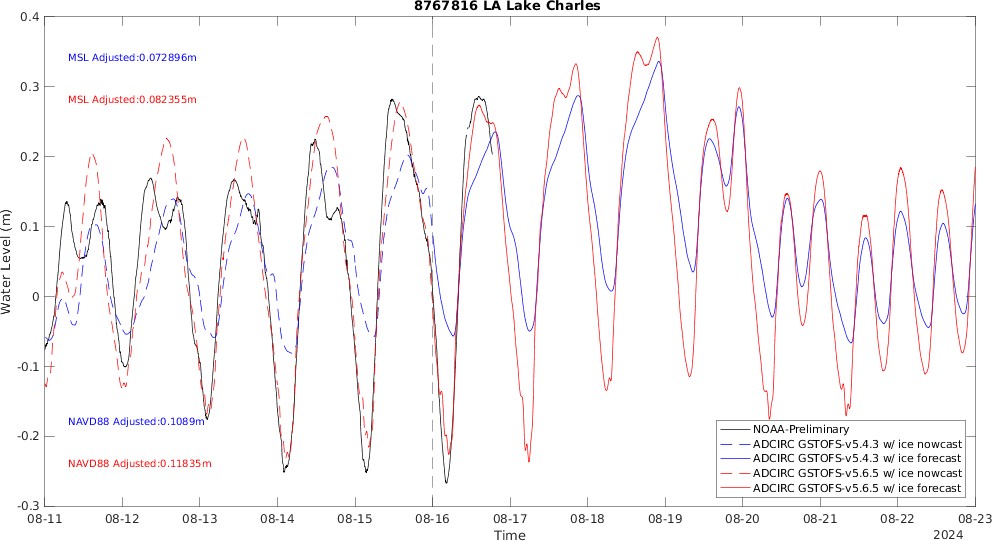 8767816 LA Lake Charles
0.4
0.3
0.2
0.1
0
-0.1
-0.2
-0.3
Water Level (m)
MSL Adjusted:0.072896m
MSL Adjusted:0.082355m
NAVD88 Adjusted:0.1089m
NAVD88 Adjusted:0.11835m
NOAA-Preliminary
ADCIRC GSTOFS-v5.4.3 w/ ice nowcast
ADCIRC GSTOFS-v5.4.3 w/ ice forecast
ADCIRC GSTOFS-v5.6.5 w/ ice nowcast
ADCIRC GSTOFS-v5.6.5 w/ ice forecast
08-11 08-12 08-13 08-14 08-15 08-16 08-17 08-18 08-19 08-20 08-21 08-22 08-23
Time
2024